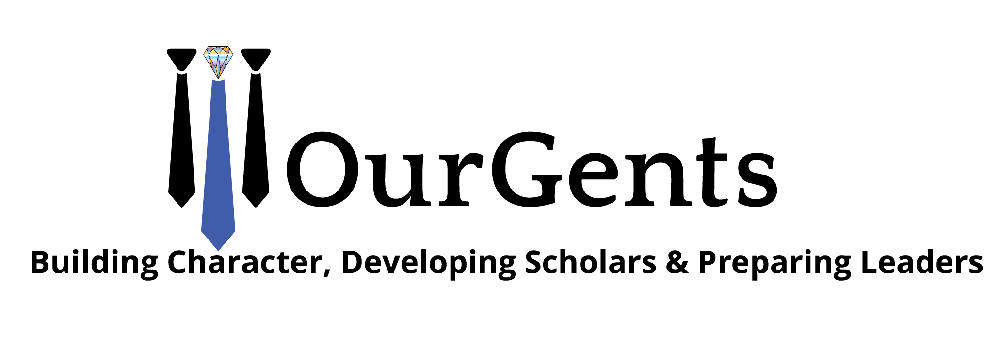 OurGents
Building Character, Developing Scholars & Preparing Leaders